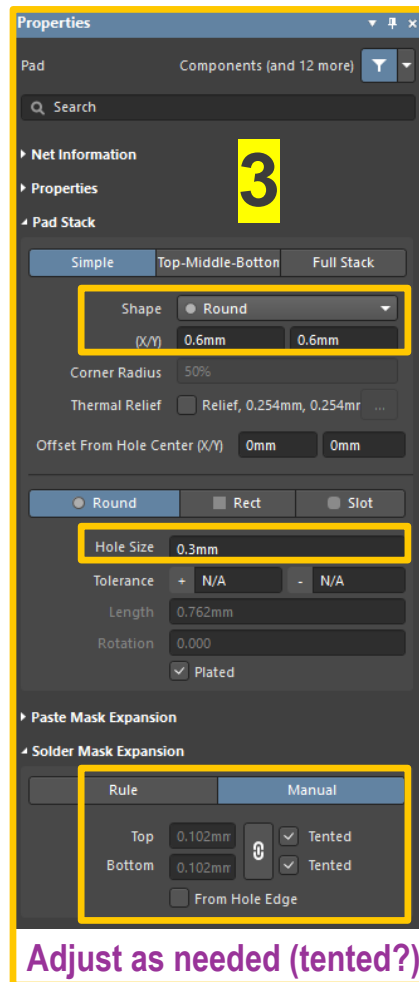 Properties
Pad Components (and 12 more)
Search
Net Information
3
Properties
Pad Stack
Simple Top-Middle-Botton Full Stack
Shape Round
(X/Y) 0.6mm 0.6mm
Corner Radius 50%
Thermal Relief Relief, 0.254mm, 0.254mr ...
Offset From Hole Center (X/Y) 0mm 0mm
Round Rect Slot
Hole Size 0.3mm
Tolerance + N/A - N/A
Length 0.762mm
Rotation 0.000
Plated
Paste Mask Expansion
Solder Mask Expansion
Rule Manual
Top 0.102mr Tented
Bottom 0.102mr Tented
From Hole Edge
Adjust as needed (tented?)